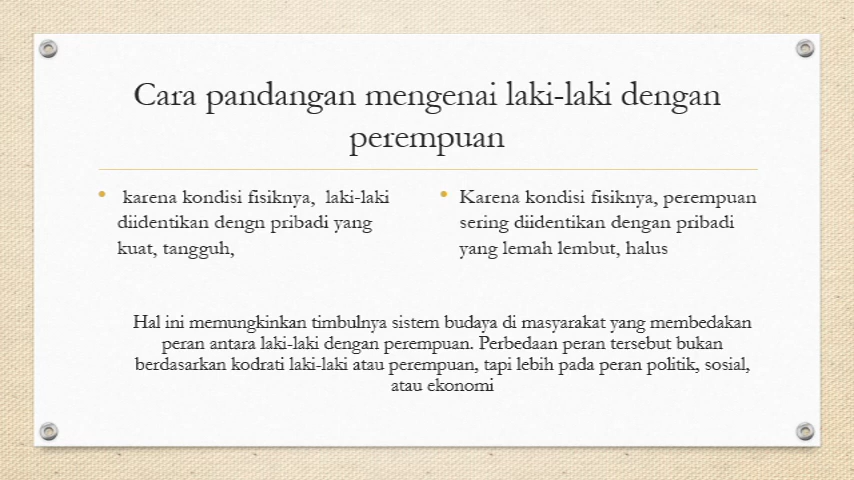 Cara pandangan mengenai laki-laki dengan
perempuan
• karena kondisi fisiknya, laki-laki
diidentikan dengn pribadi yang
kuat, tangguh,
• Karena kondisi fisiknya, perempuan
sering diidentikan dengan pribadi
yang lemah lembut, halus
Hal ini memungkinkan timbulnya sistem budaya di masyarakat yang membedakan
peran antara laki-laki dengan perempuan. Perbedaan peran tersebut bukan
berdasarkan kodrati laki-laki atau perempuan, tapi lebih pada peran politik, sosial,
atau ekonomi